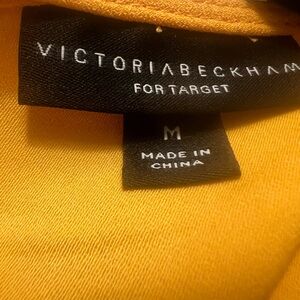 VICTORIABECKHAM
FOR TARGET
M
MADE IN
CHINA